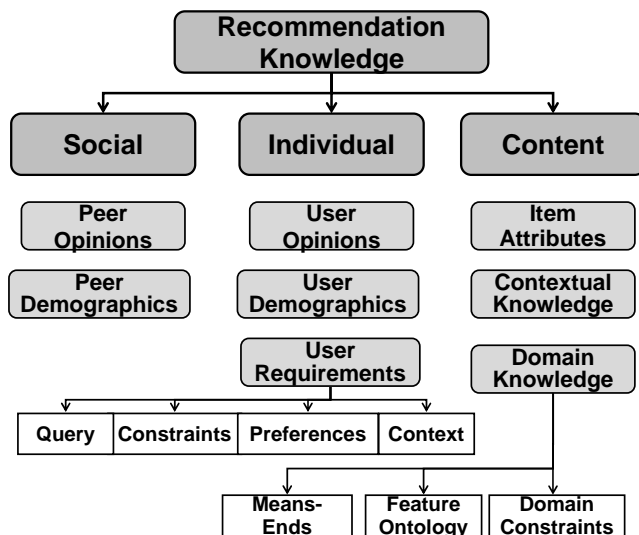 Recommendation
Knowledge
Social
Individual
Content
Peer
Opinions
User
Opinions
Item
Attributes
Peer
Demographics
User
Demographics
Contextual
Knowledge
User
Requirements
Domain
Knowledge
Query
Constraints
Preferences
Context
Means-
Ends
Feature
Ontology
Domain
Constraints